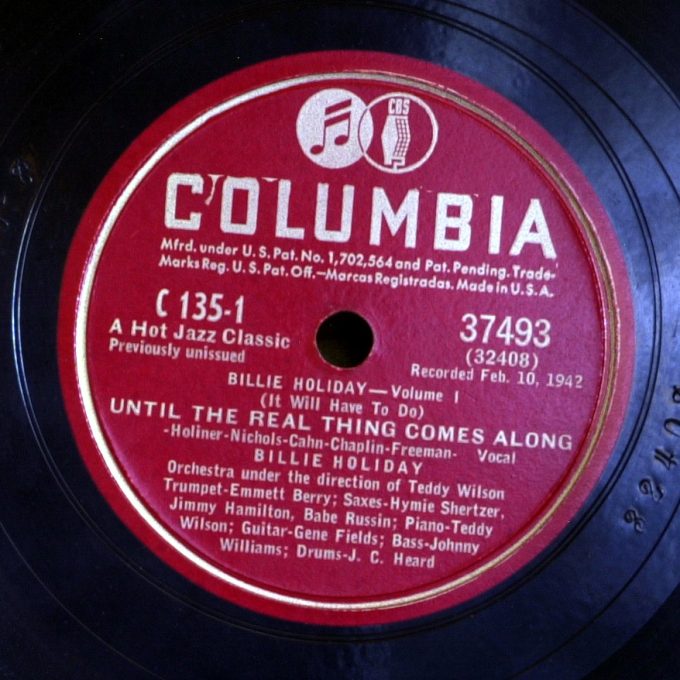 CBS
COLUMBIA
Mfrd. under U.S. Pat. No. 1,702,564 and Pat. Pending. Trade-
Marks Reg. U.S. Pat. Off.—Marcas Registradas. Made in U.S.A.
C 135-1
A Hot Jazz Classic
Previously unissued
37493
(32408)
Recorded Feb. 10, 1942
BILLIE HOLIDAY—Volume I
(It Will Have To Do)
UNTIL THE REAL THING COMES ALONG
-Holiner-Nichols-Cahn-Chaplin-Freeman- Vocal
BILLIE HOLIDAY
Orchestra under the direction of Teddy Wilson
Trumpet-Emmett Berry; Saxes-Hymie Shertzer,
Jimmy Hamilton, Babe Russin; Piano-Teddy
Wilson; Guitar-Gene Fields; Bass-Johnny
Williams; Drums-J. C. Heard